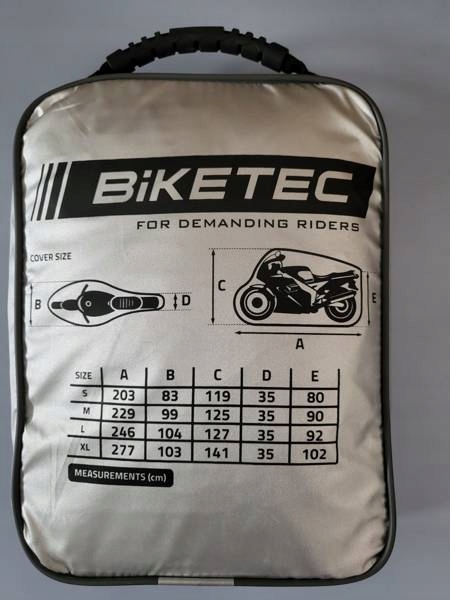 BiKETEC
FOR DEMANDING RIDERS
COVER SIZE
B D C E
A
SIZE A B C D E
S 203 83 119 35 80
M 229 99 125 35 90
L 246 104 127 35 92
XL 277 103 141 35 102
MEASUREMENTS (cm)